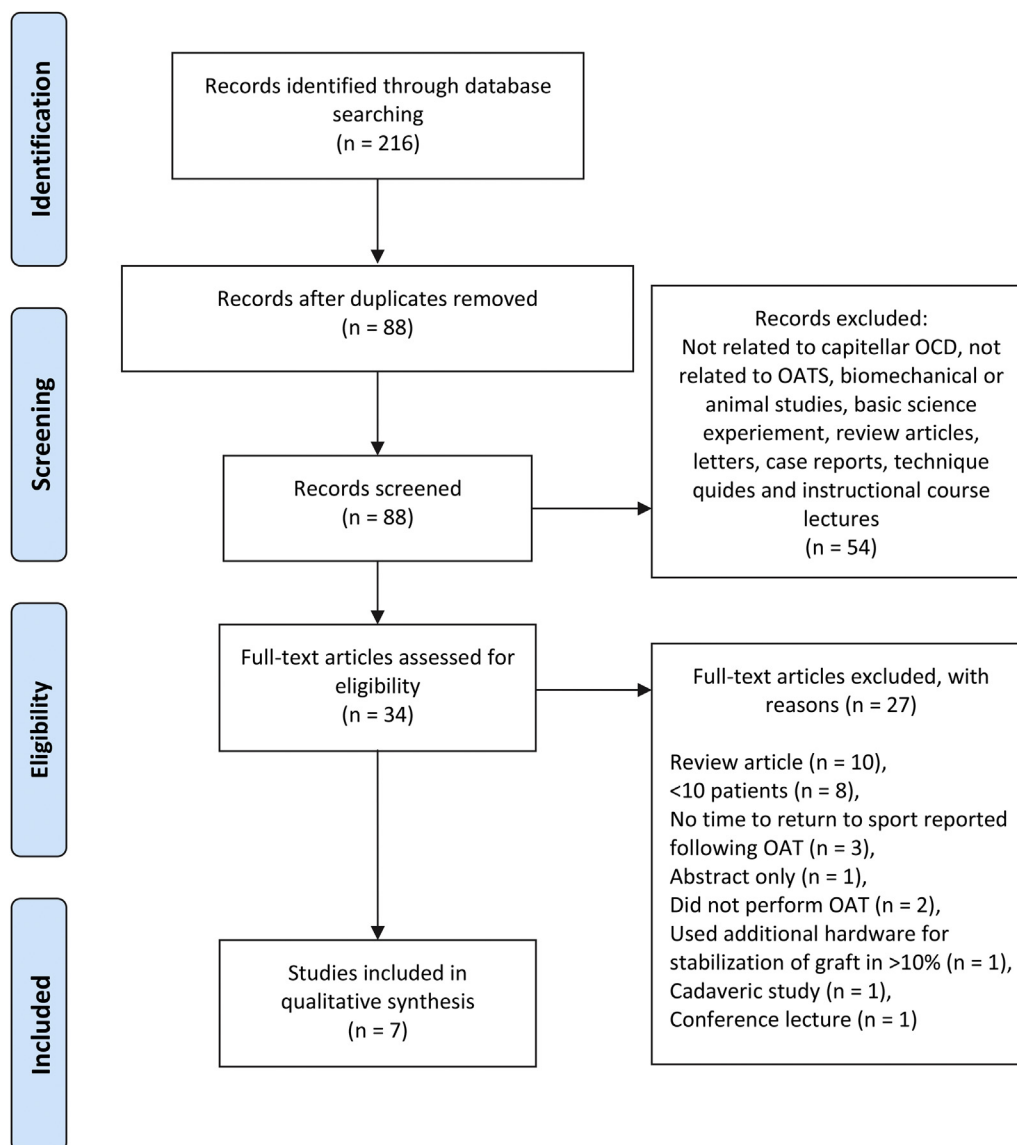 Identification
Records identified through database
searching
(n = 216)
Records after duplicates removed
(n = 88)
Screening
Records excluded:
Not related to capitellar OCD, not
related to OATS, biomechanical or
animal studies, basic science
experiement, review articles,
letters, case reports, technique
quides and instructional course
lectures
(n = 54)
Records screened
(n = 88)
Eligibility
Full-text articles assessed for
eligibility
(n = 34)
Full-text articles excluded, with
reasons (n = 27)
Review article (n = 10),
<10 patients (n = 8),
No time to return to sport reported
following OAT (n = 3),
Abstract only (n = 1),
Did not perform OAT (n = 2),
Used additional hardware for
stabilization of graft in >10% (n = 1),
Cadaveric study (n = 1),
Conference lecture (n = 1)
Included
Studies included in
qualitative synthesis
(n = 7)